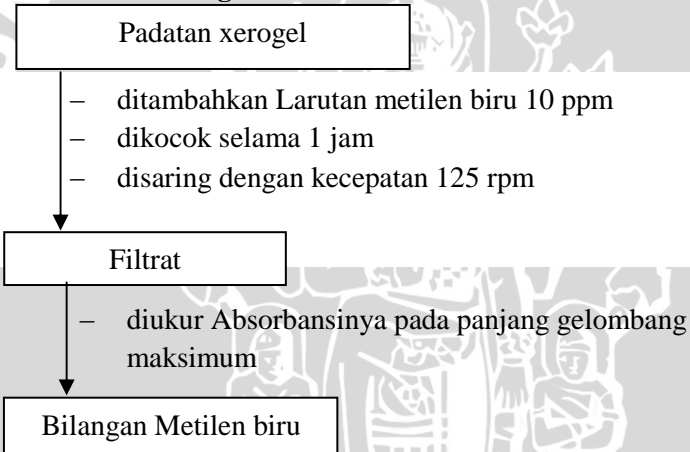 Padatan xerogel
– ditambahkan Larutan metilen biru 10 ppm
– dikocok selama 1 jam
– disaring dengan kecepatan 125 rpm
Filtrat
– diukur Absorbansinya pada panjang gelombang
maksimum
Bilangan Metilen biru